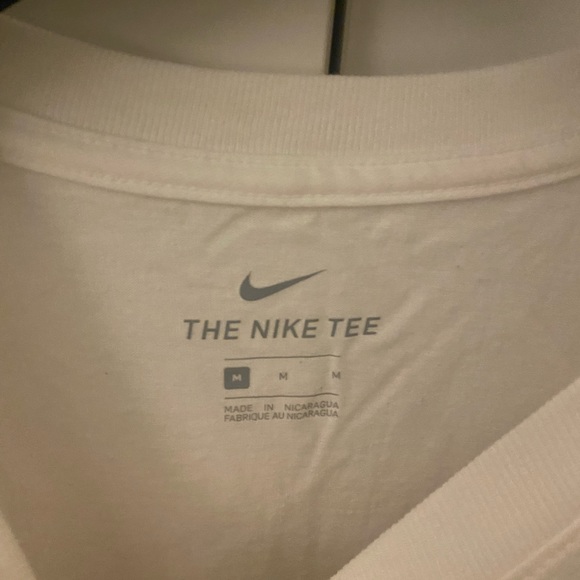 THE NIKE TEE
M M M
MADE IN NICARAGUA
FABRIQUE AU NICARAGUA